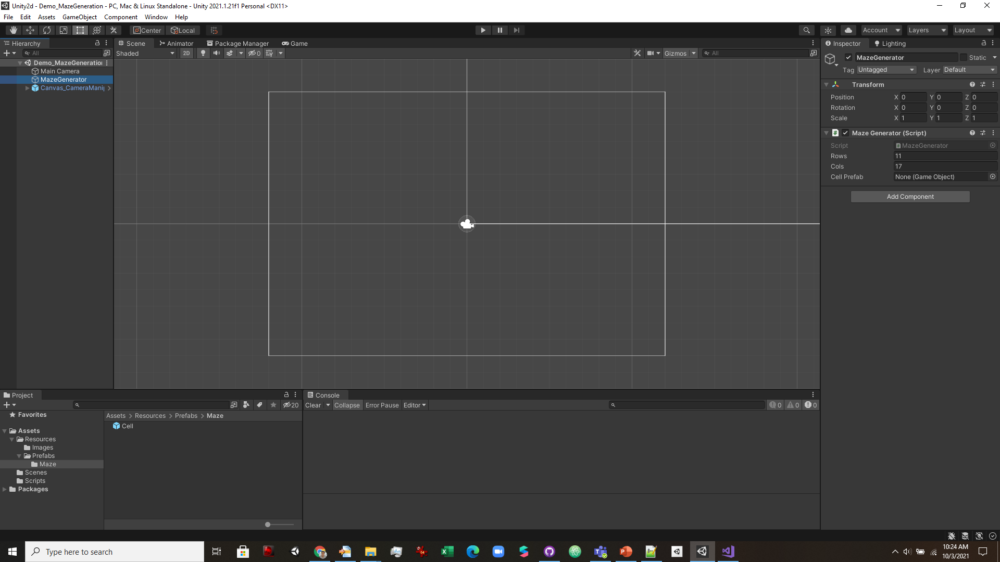 Unity2d - Demo_MazeGeneration - PC, Mac & Linux Standalone - Unity 2021.1.21f1 Personal <DX11>
File Edit Assets GameObject Component Window Help
Center Local Account Layers Layout
Hierarchy
All
Demo_MazeGeneration
Main Camera
MazeGenerator
Canvas_CameraManip
Scene Animator Package Manager Game
Shaded 2D 0 Gizmos All
Inspector Lighting
MazeGenerator Static
Tag Untagged Layer Default
Transform
Position X 0 Y 0 Z 0
Rotation X 0 Y 0 Z 0
Scale X 1 Y 1 Z 1
Maze Generator (Script)
Script MazeGenerator
Rows 11
Cols 17
Cell Prefab None (Game Object)
Add Component
Project
20
Favorites
Assets
Resources
Images
Prefabs
Maze
Scenes
Scripts
Packages
Assets > Resources > Prefabs > Maze
Cell
Console
Clear Collapse Error Pause Editor 0 0 0
Type here to search
10:24 AM
10/3/2021